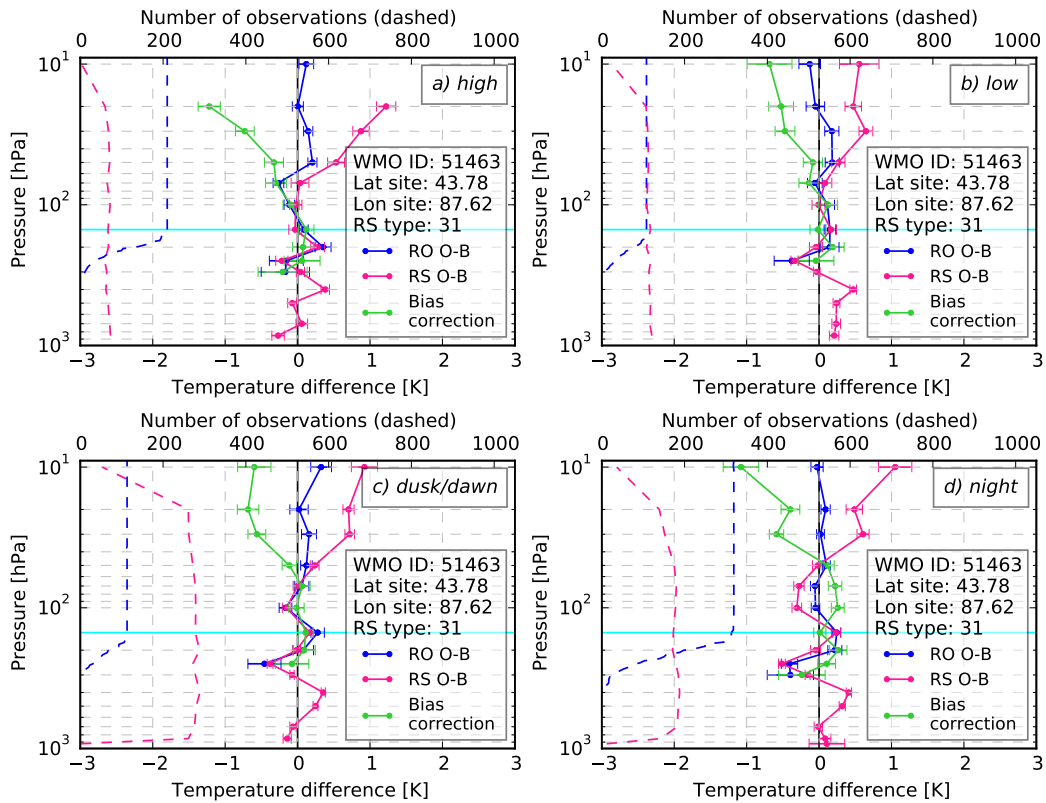 Number of observations (dashed)
0 200 400 600 800 1000
10¹
10²
10³
Pressure [hPa]
a) high
WMO ID: 51463
Lat site: 43.78
Lon site: 87.62
RS type: 31
RO O-B
RS O-B
Bias
correction
−3 −2 −1 0 1 2 3
Temperature difference [K]
Number of observations (dashed)
0 200 400 600 800 1000
10¹
10²
10³
Pressure [hPa]
b) low
WMO ID: 51463
Lat site: 43.78
Lon site: 87.62
RS type: 31
RO O-B
RS O-B
Bias
correction
−3 −2 −1 0 1 2 3
Temperature difference [K]
Number of observations (dashed)
0 200 400 600 800 1000
10¹
10²
10³
Pressure [hPa]
c) dusk/dawn
WMO ID: 51463
Lat site: 43.78
Lon site: 87.62
RS type: 31
RO O-B
RS O-B
Bias
correction
−3 −2 −1 0 1 2 3
Temperature difference [K]
Number of observations (dashed)
0 200 400 600 800 1000
10¹
10²
10³
Pressure [hPa]
d) night
WMO ID: 51463
Lat site: 43.78
Lon site: 87.62
RS type: 31
RO O-B
RS O-B
Bias
correction
−3 −2 −1 0 1 2 3
Temperature difference [K]